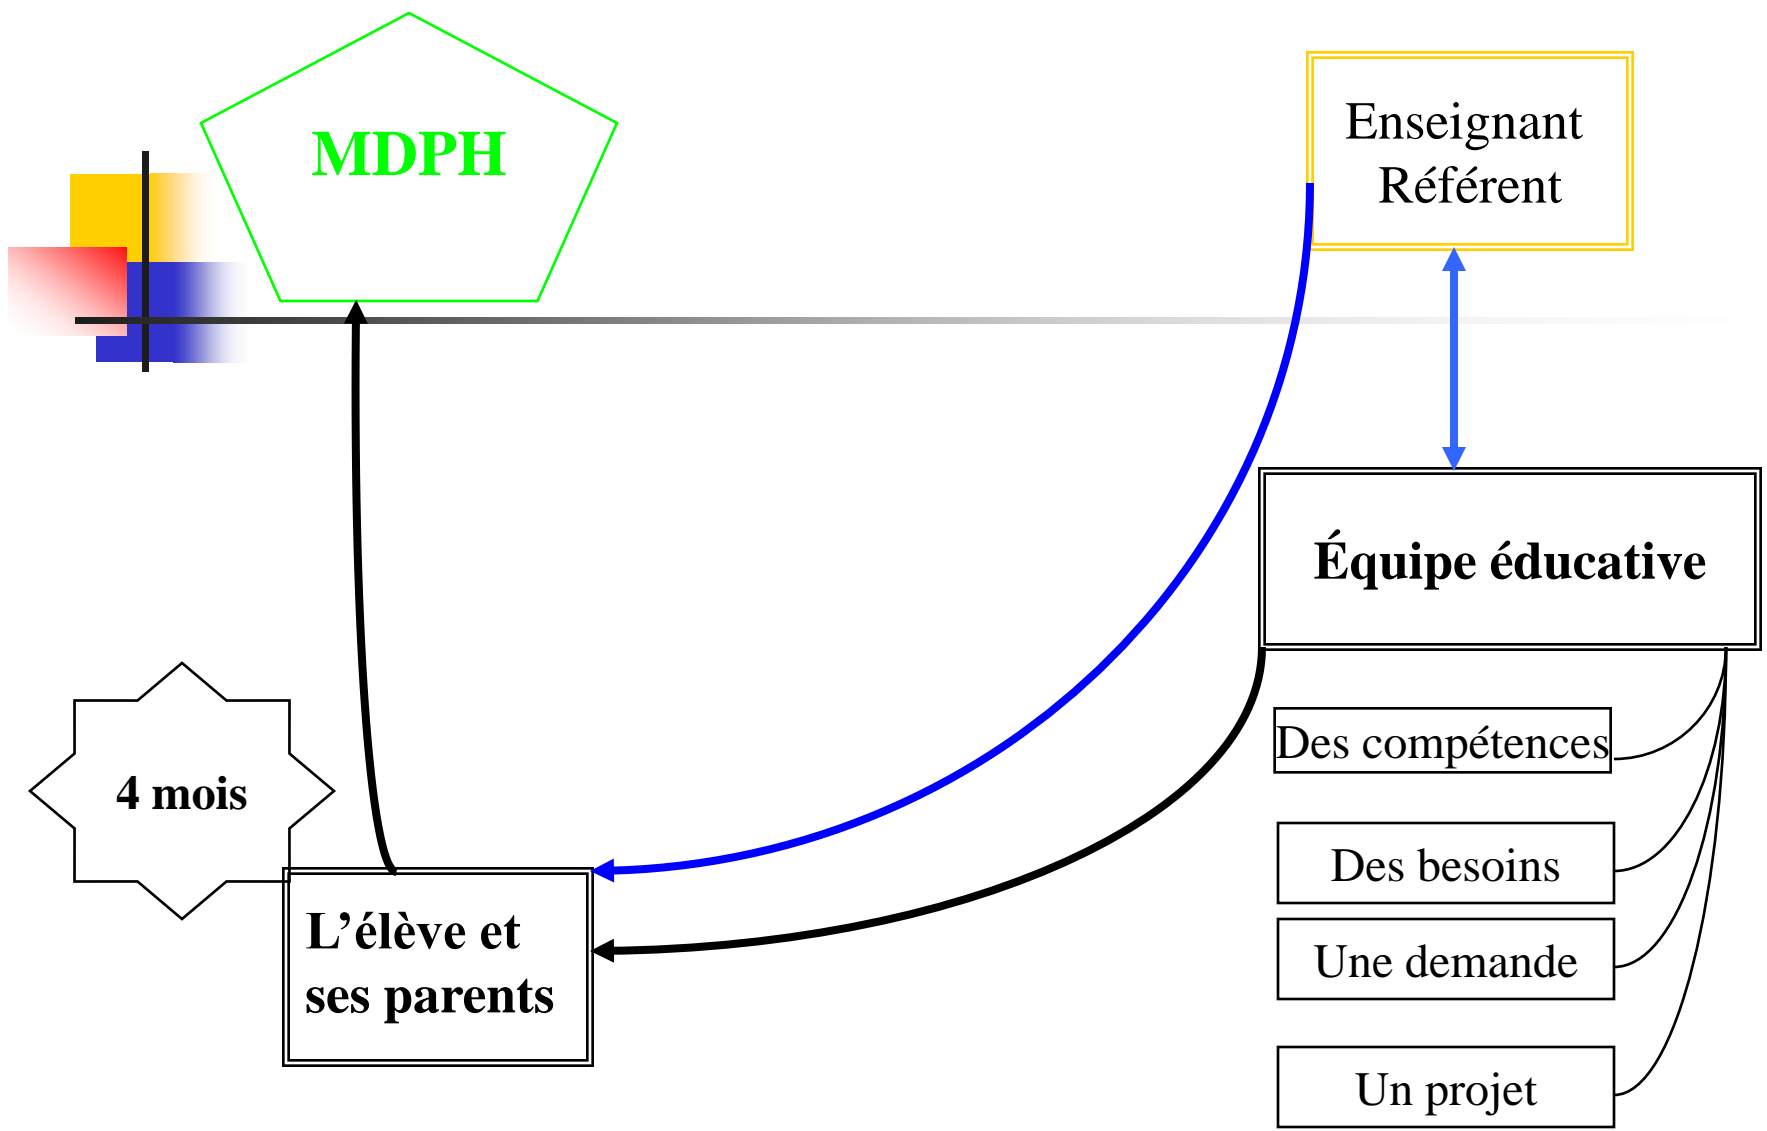 MDPH
Enseignant
Référent
Équipe éducative
Des compétences
4 mois
Des besoins
L’élève et
ses parents
Une demande
Un projet